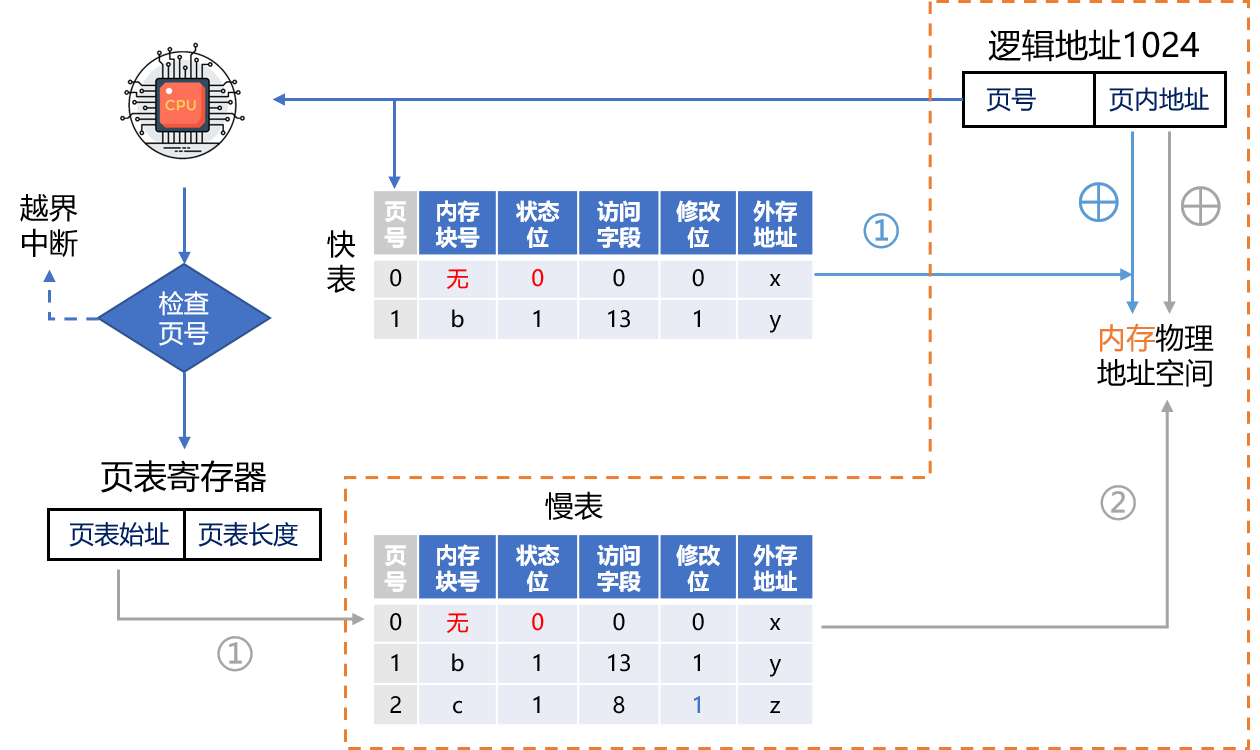 逻辑地址1024
页号 页内地址
CPU
越界
中断
检查
页号
快
表
页
号 内存
块号 状态
位 访问
字段 修改
位 外存
地址
0 无 0 0 0 x
1 b 1 13 1 y
①
内存物理
地址空间
页表寄存器
页表始址 页表长度
①
慢表
页
号 内存
块号 状态
位 访问
字段 修改
位 外存
地址
0 无 0 0 0 x
1 b 1 13 1 y
2 c 1 8 1 z
②